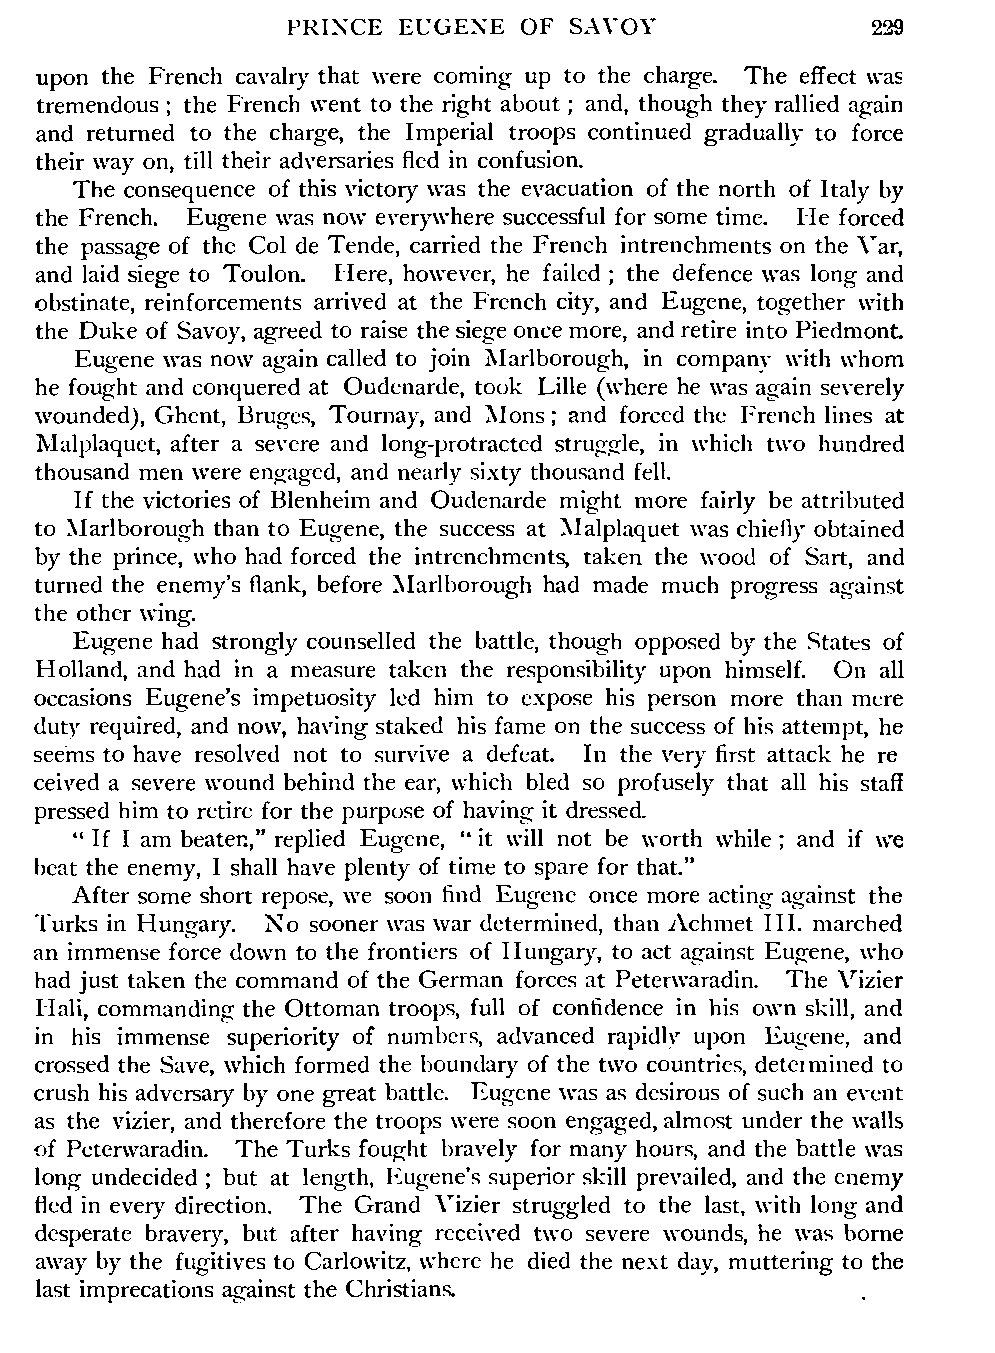 PRINCE EUGENE OF SAVOY 229
upon the French cavalry that were coming up to the charge. The effect was
tremendous ; the French went to the right about ; and, though they rallied again
and returned to the charge, the Imperial troops continued gradually to force
their way on, till their adversaries fled in confusion.
The consequence of this victory was the evacuation of the north of Italy by
the French. Eugene was now everywhere successful for some time. He forced
the passage of the Col de Tende, carried the French intrenchments on the Var,
and laid siege to Toulon. Here, however, he failed ; the defence was long and
obstinate, reinforcements arrived at the French city, and Eugene, together with
the Duke of Savoy, agreed to raise the siege once more, and retire into Piedmont.
Eugene was now again called to join Marlborough, in company with whom
he fought and conquered at Oudenarde, took Lille (where he was again severely
wounded), Ghent, Bruges, Tournay, and Mons ; and forced the French lines at
Malplaquet, after a severe and long-protracted struggle, in which two hundred
thousand men were engaged, and nearly sixty thousand fell.
If the victories of Blenheim and Oudenarde might more fairly be attributed
to Marlborough than to Eugene, the success at Malplaquet was chiefly obtained
by the prince, who had forced the intrenchments, taken the wood of Sart, and
turned the enemy's flank, before Marlborough had made much progress against
the other wing.
Eugene had strongly counselled the battle, though opposed by the States of
Holland, and had in a measure taken the responsibility upon himself. On all
occasions Eugene's impetuosity led him to expose his person more than mere
duty required, and now, having staked his fame on the success of his attempt, he
seems to have resolved not to survive a defeat. In the very first attack he re
ceived a severe wound behind the ear, which bled so profusely that all his staff
pressed him to retire for the purpose of having it dressed.
" If I am beaten," replied Eugene, " it will not be worth while ; and if we
beat the enemy, I shall have plenty of time to spare for that."
After some short repose, we soon find Eugene once more acting against the
Turks in Hungary. No sooner was war determined, than Achmet III. marched
an immense force down to the frontiers of Hungary, to act against Eugene, who
had just taken the command of the German forces at Peterwaradin. The Vizier
Hali, commanding the Ottoman troops, full of confidence in his own skill, and
in his immense superiority of numbers, advanced rapidly upon Eugene, and
crossed the Save, which formed the boundary of the two countries, determined to
crush his adversary by one great battle. Eugene was as desirous of such an event
as the vizier, and therefore the troops were soon engaged, almost under the walls
of Peterwaradin. The Turks fought bravely for many hours, and the battle was
long undecided ; but at length, Eugene's superior skill prevailed, and the enemy
fled in every direction. The Grand Vizier struggled to the last, with long and
desperate bravery, but after having received two severe wounds, he was borne
away by the fugitives to Carlowitz, where he died the next day, muttering to the
last imprecations against the Christians.